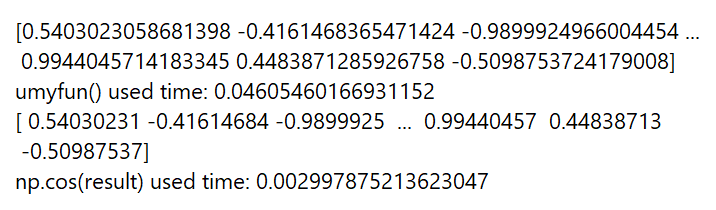 [0.5403023058681398 -0.4161468365471424 -0.9899924966004454 ...
0.9944045714183345 0.4483871285926758 -0.5098753724179008]
umyfun() used time: 0.04605460166931152
[ 0.54030231 -0.41614684 -0.9899925  ...  0.99440457  0.44838713
-0.50987537]
np.cos(result) used time: 0.002997875213623047